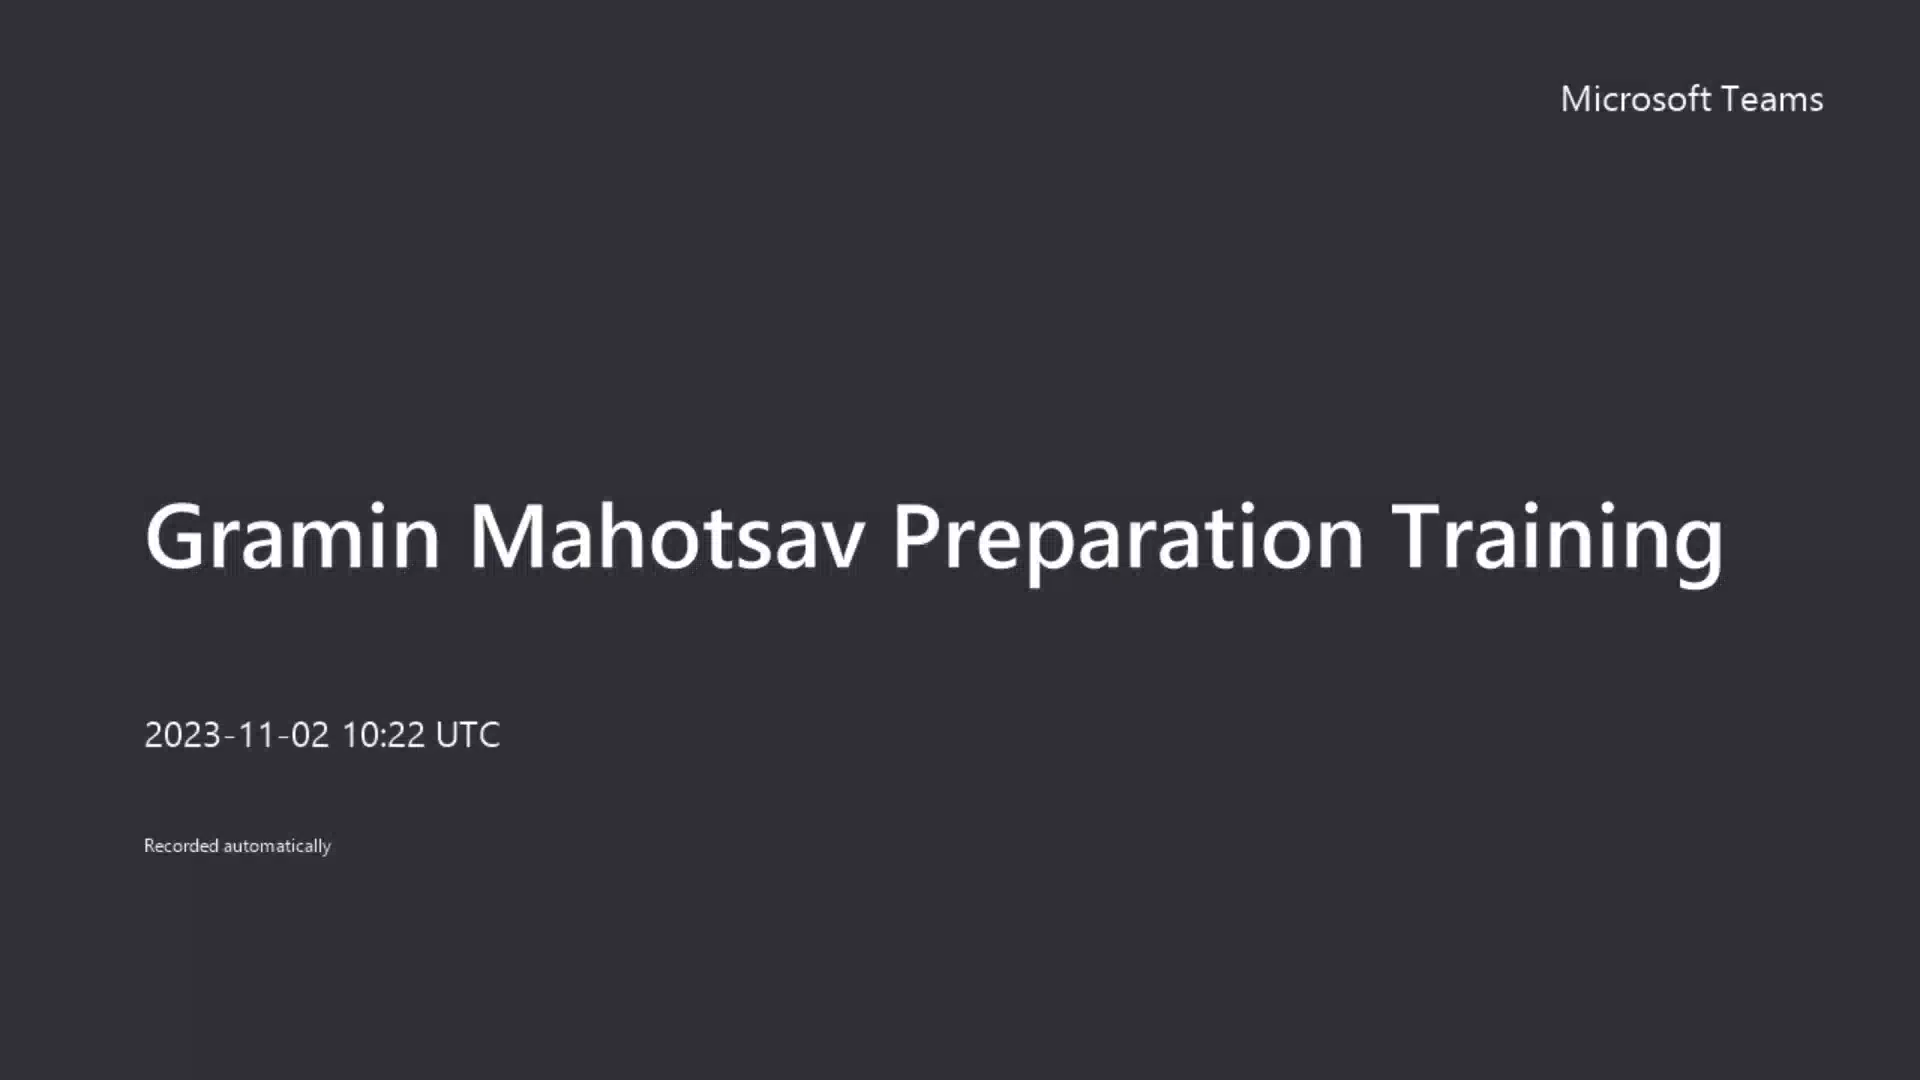 Microsoft Teams
Gramin Mahotsav Preparation Training
2023-11-02 10:22 UTC
Recorded automatically